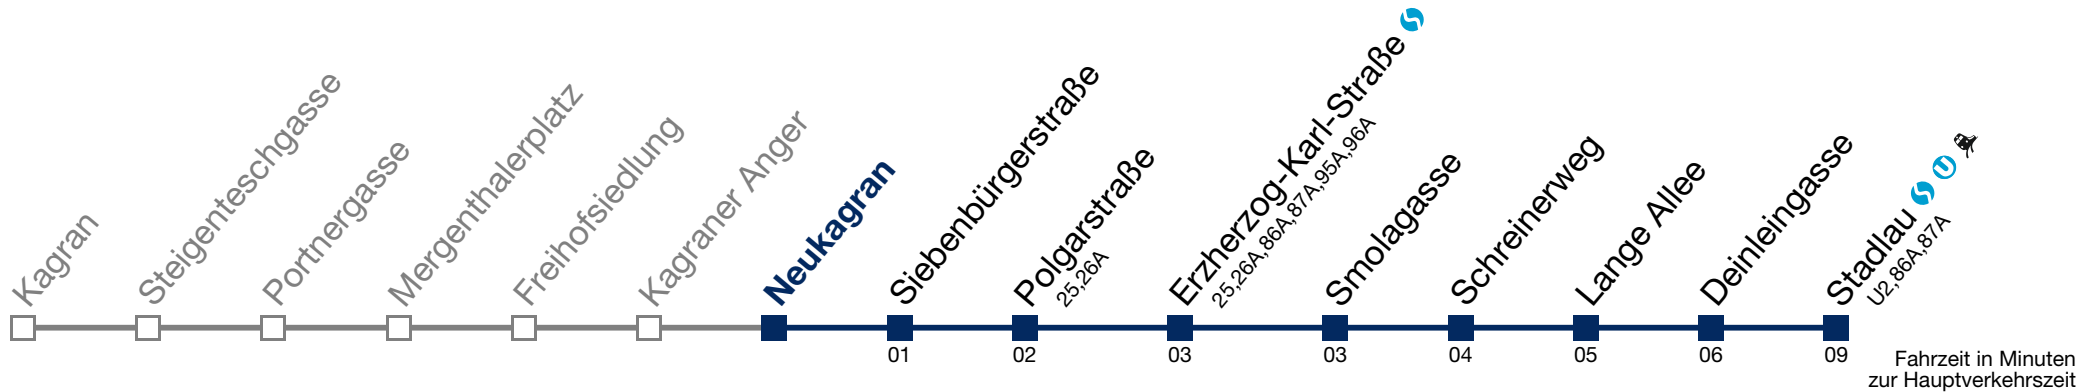 Kagran
Steigenteschgasse
Portnergasse
Mergenthalerplatz
Freihofsiedlung
Kagraner Anger
Neukagran
Siebenbürgerstraße
01
Polgarstraße
25,26A
02
Erzherzog-Karl-Straße
25,26A,86A,87A,95A,96A
03
Smolagasse
03
Schreinerweg
04
Lange Allee
05
Deinleingasse
06
Stadlau U
U2,86A,87A
09
Fahrzeit in Minuten
zur Hauptverkehrszeit